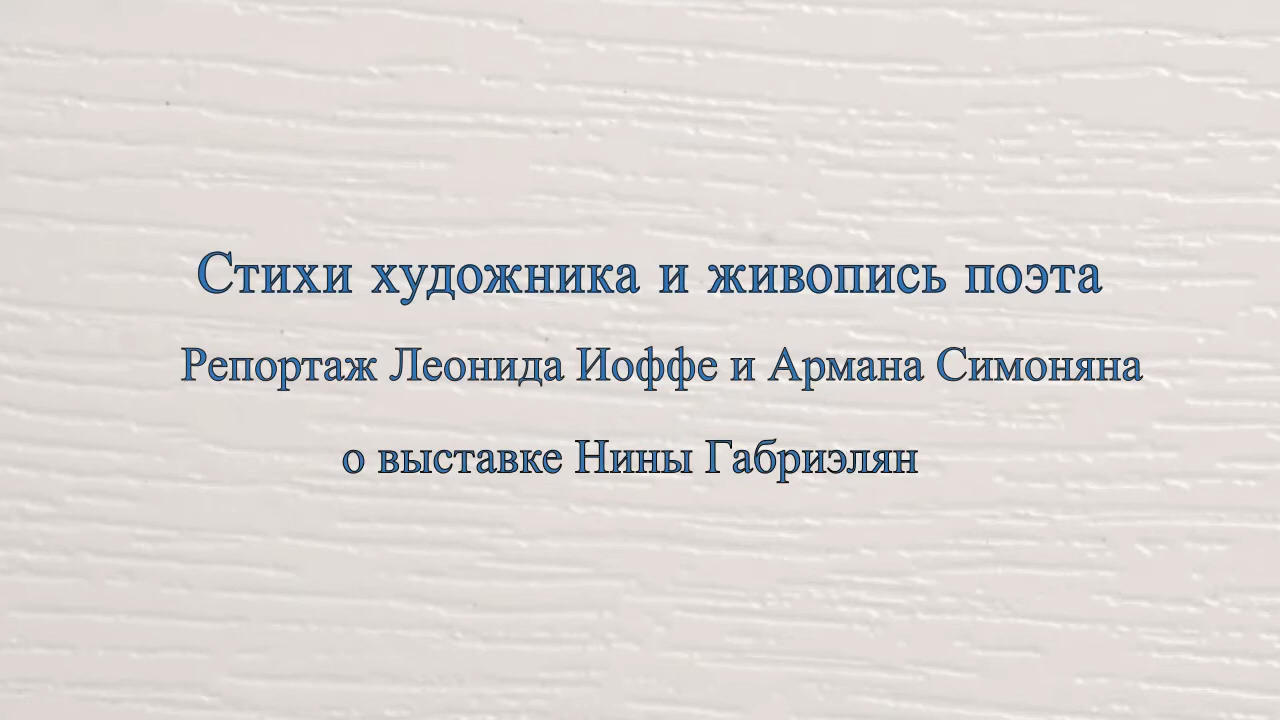 Стихи художника и живопись поэта
Репортаж Леонида Иоффе и Армана Симоняна
о выставке Нины Габриэлян